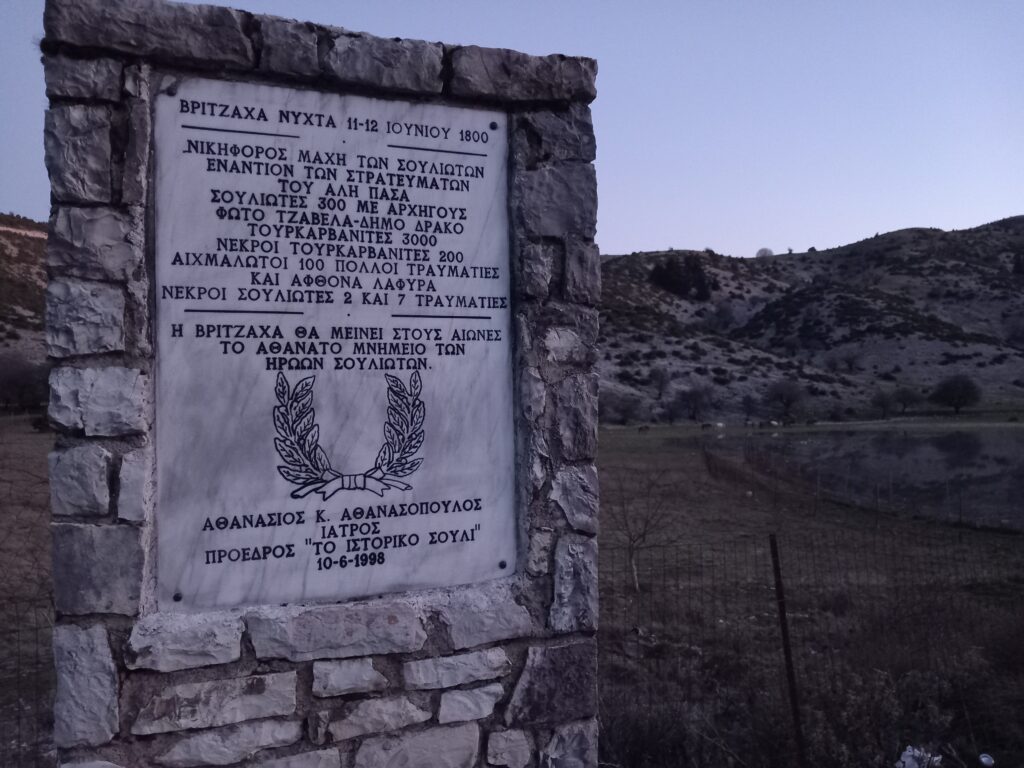 ΒΡΙΤΖΑΧΑ ΝΥΧΤΑ 11-12 ΙΟΥΝΙΟΥ 1800
ΝΙΚΗΦΟΡΟΣ ΜΑΧΗ ΤΩΝ ΣΟΥΛΙΩΤΩΝ
ΕΝΑΝΤΙΟΝ ΤΩΝ ΣΤΡΑΤΕΥΜΑΤΩΝ
ΤΟΥ ΑΛΗ ΠΑΣΑ
ΣΟΥΛΙΩΤΕΣ 300 ΜΕ ΑΡΧΗΓΟΥΣ
ΦΩΤΟ ΤΖΑΒΕΛΑ-ΔΗΜΟ ΔΡΑΚΟ
ΤΟΥΡΚΑΡΒΑΝΙΤΕΣ 3000
ΝΕΚΡΟΙ ΤΟΥΡΚΑΡΒΑΝΙΤΕΣ 200
ΑΙΧΜΑΛΩΤΟΙ 100 ΠΟΛΛΟΙ ΤΡΑΥΜΑΤΙΕΣ
ΚΑΙ ΑΦΘΟΝΑ ΛΑΦΥΡΑ
ΝΕΚΡΟΙ ΣΟΥΛΙΩΤΕΣ 2 ΚΑΙ 7 ΤΡΑΥΜΑΤΙΕΣ
Η ΒΡΙΤΖΑΧΑ ΘΑ ΜΕΙΝΕΙ ΣΤΟΥΣ ΑΙΩΝΕΣ
ΤΟ ΑΘΑΝΑΤΟ ΜΝΗΜΕΙΟ ΤΩΝ
ΗΡΩΩΝ ΣΟΥΛΙΩΤΩΝ.
ΑΘΑΝΑΣΙΟΣ Κ. ΑΘΑΝΑΣΟΠΟΥΛΟΣ
ΙΑΤΡΟΣ
ΠΡΟΕΔΡΟΣ "ΤΟ ΙΣΤΟΡΙΚΟ ΣΟΥΛΙ"
10-6-1998